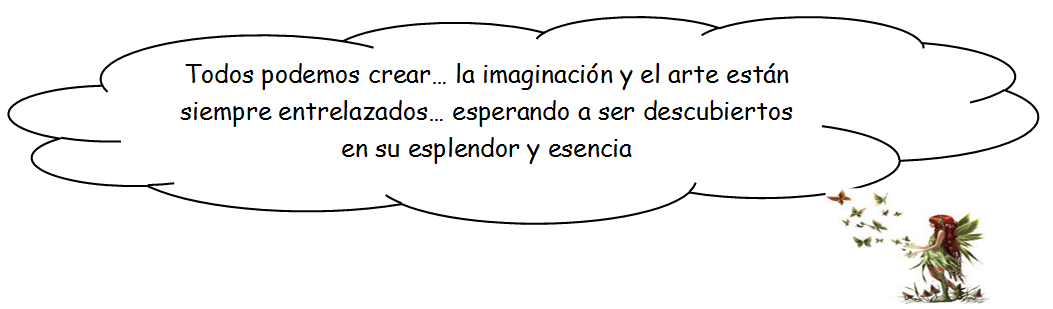 Todos podemos crear... la imaginación y el arte están
siempre entrelazados... esperando a ser descubiertos
en su esplendor y esencia